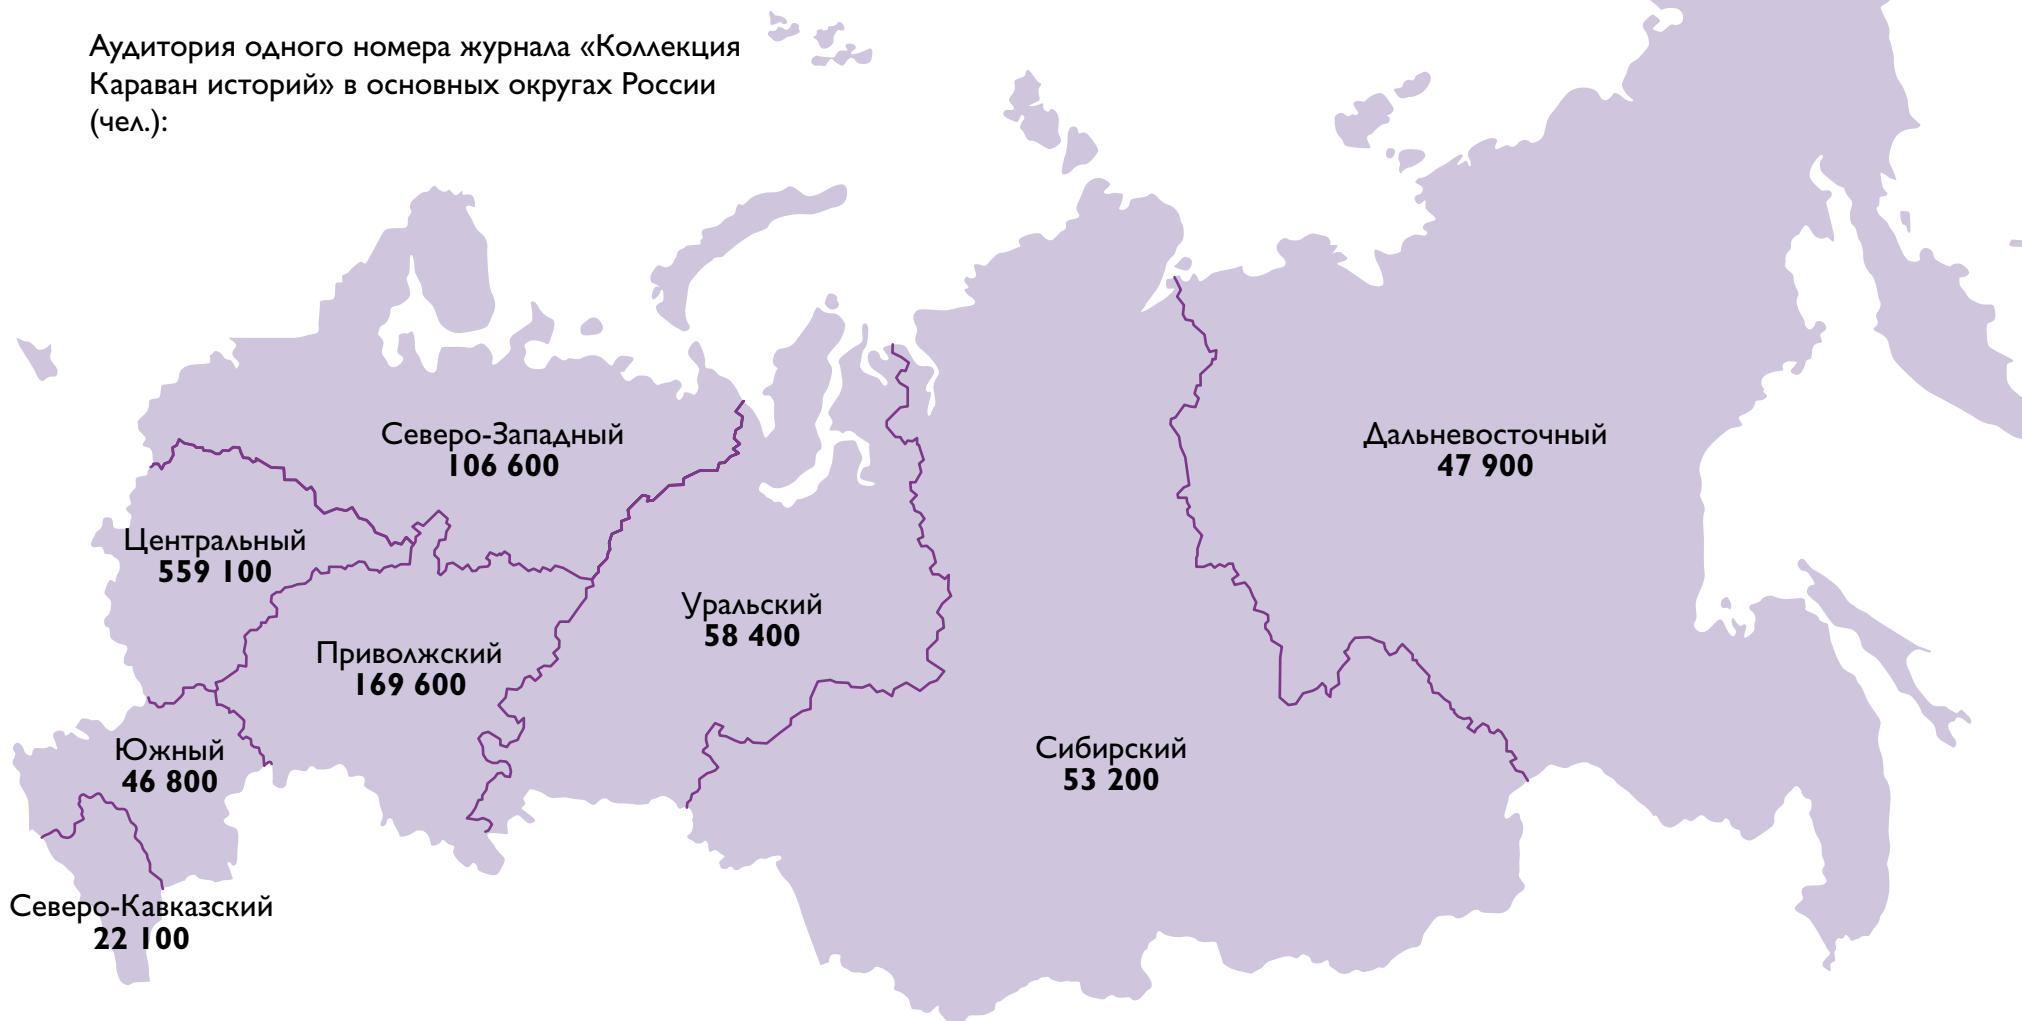 Аудитория одного номера журнала «Коллекция
Караван историй» в основных округах России
(чел.):
Северо-Западный
106 600
Дальневосточный
47 900
Центральный
559 100
Уральский
58 400
Приволжский
169 600
Южный
46 800
Сибирский
53 200
Северо-Кавказский
22 100